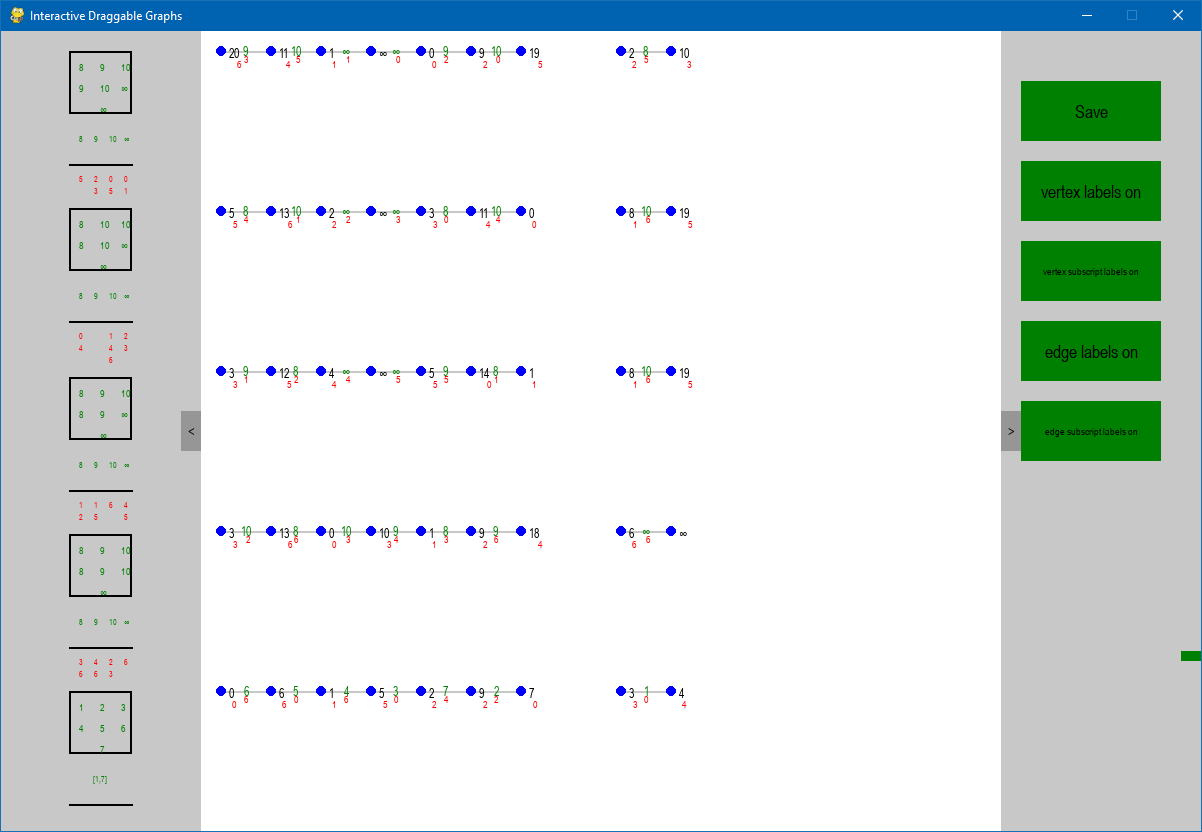 Interactive Draggable Graphs
8 9 10
9 10 ∞
∞
8 9 10 ∞
5 2 0 0
3 5 1
8 10 10
8 10 ∞
∞
8 9 10 ∞
0 1 2
4 4 3
6
8 9 10
8 9 ∞
∞
8 9 10 ∞
1 1 6 4
2 5 5
8 9 10
8 9 10
∞
8 9 10 ∞
3 4 2 6
6 6 3
1 2 3
4 5 6
7
[1,7]
<
20 9 11 10 1 ∞ ∞ ∞ 0 9 9 10 19
6 3 4 5 1 1 0 0 2 2 0 5
2 8 10
2 5 3
5 8 13 10 2 ∞ ∞ ∞ 3 8 11 10 0
5 4 6 1 2 2 3 3 0 4 4 0
8 10 19
1 6 5
3 9 12 8 4 ∞ ∞ ∞ 5 9 14 8 1
3 1 5 2 4 4 5 5 5 0 1 1
8 10 19
1 6 5
3 10 13 8 0 10 10 9 1 8 9 9 18
3 2 6 6 0 3 3 4 1 3 2 6 4
6 ∞ ∞
6 6
0 6 6 5 1 4 5 3 2 7 9 2 7
0 6 6 0 1 6 5 0 2 4 2 2 0
3 1 4
3 0 4
>
Save
vertex labels on
vertex subscript labels on
edge labels on
edge subscript labels on